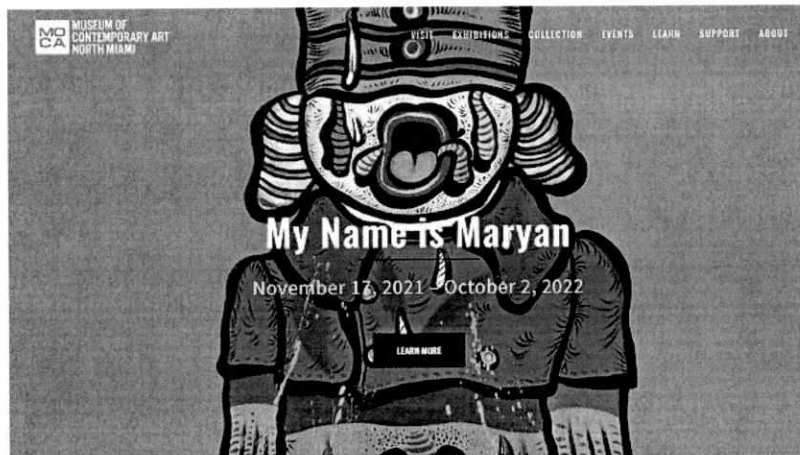 MO
CA
MUSEUM OF
CONTEMPORARY ART
NORTH MIAMI
VISIT EXHIBITIONS COLLECTION EVENTS LEARN SUPPORT ABOUT
My Name is Maryan
November 17, 2021 - October 2, 2022
LEARN MORE